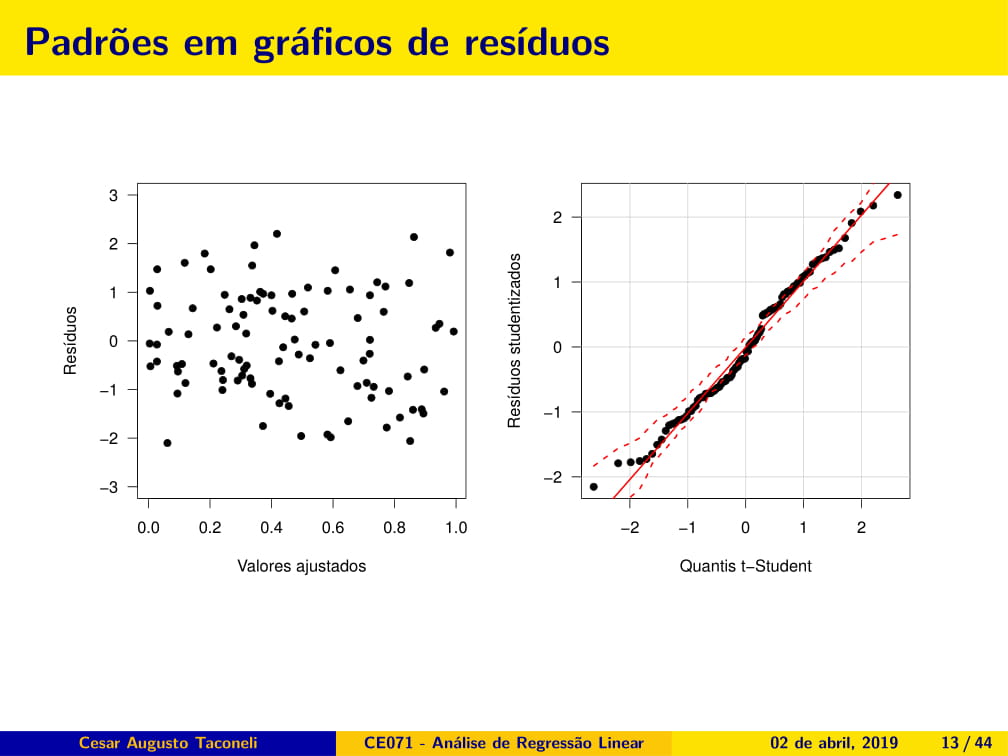 Padrões em gráficos de resíduos
3
2
1
0
−1
−2
−3
Resíduos
0.0 0.2 0.4 0.6 0.8 1.0
Valores ajustados
2
1
0
−1
−2
Resíduos studentizados
−2 −1 0 1 2
Quantis t−Student
Cesar Augusto Taconeli CE071 - Análise de Regressão Linear 02 de abril, 2019 13 / 44